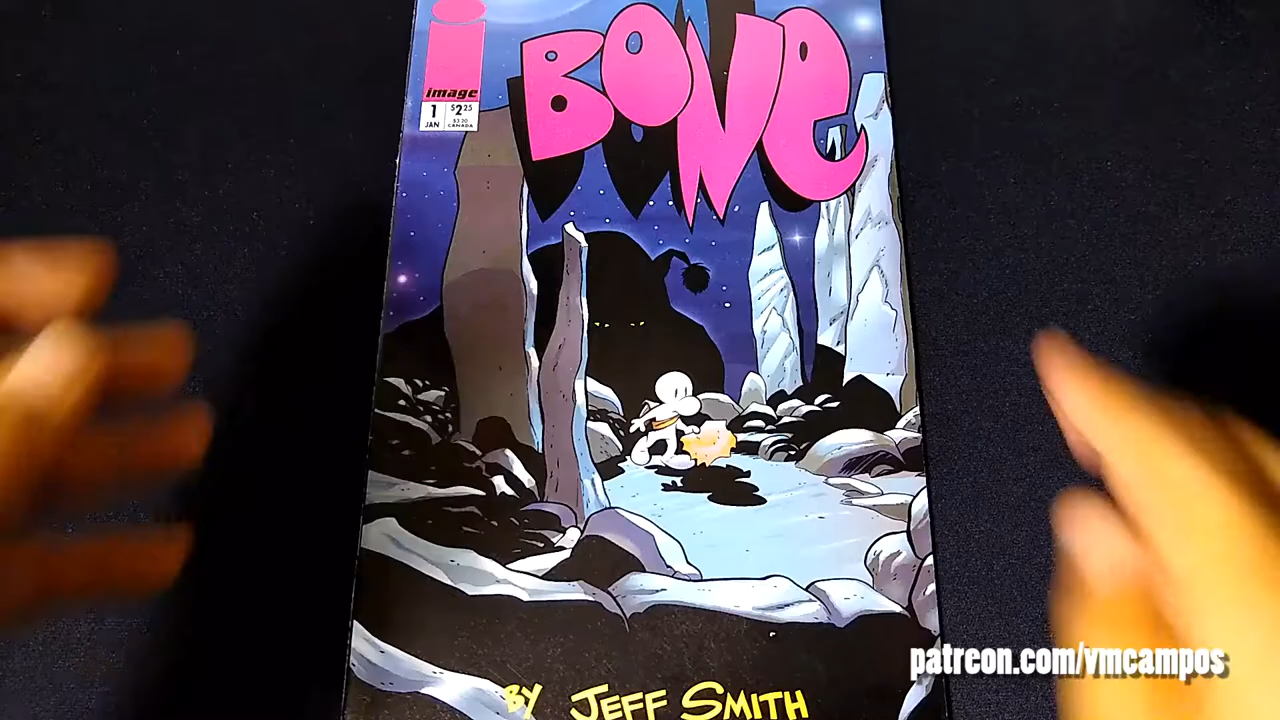 i
image
1
JAN
$2.25
$3.20
CANADA
BONE
BY JEFF SMITH
patreon.com/vmcampos